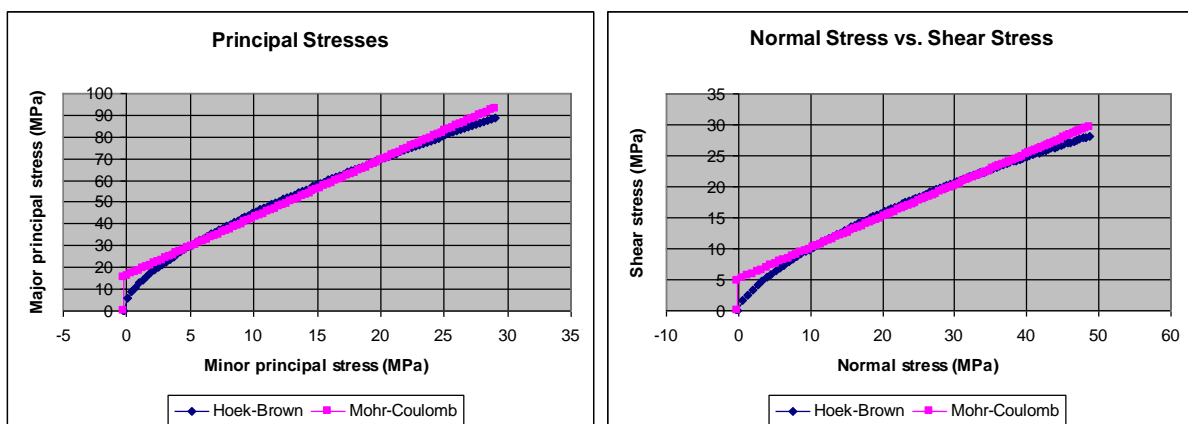 Principal Stresses
Major principal stress (MPa)
100
90
80
70
60
50
40
30
20
10
0
-5 0 5 10 15 20 25 30 35
Minor principal stress (MPa)
Hoek-Brown Mohr-Coulomb
Normal Stress vs. Shear Stress
Shear stress (MPa)
35
30
25
20
15
10
5
0
-10 0 10 20 30 40 50 60
Normal stress (MPa)
Hoek-Brown Mohr-Coulomb